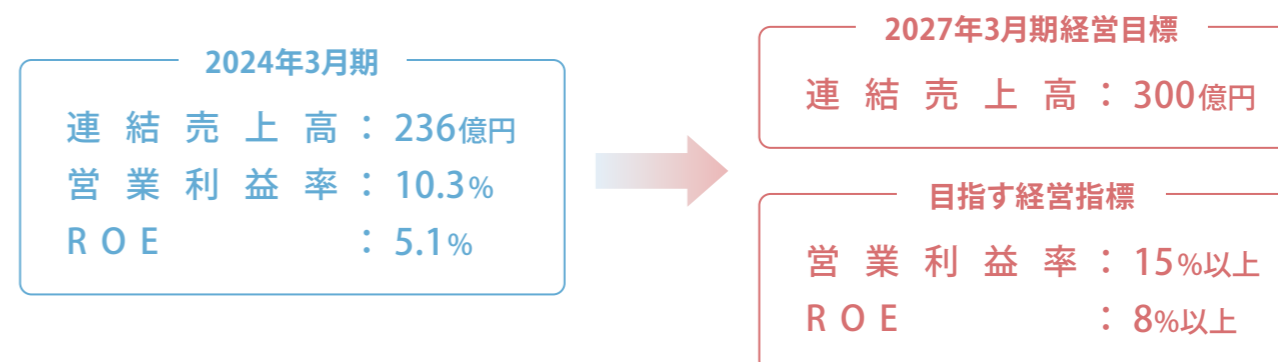 2024年3月期
連結売上高：236億円
営業利益率：10.3%
ROE：5.1%
2027年3月期経営目標
連結売上高：300億円
目指す経営指標
営業利益率：15%以上
ROE：8%以上